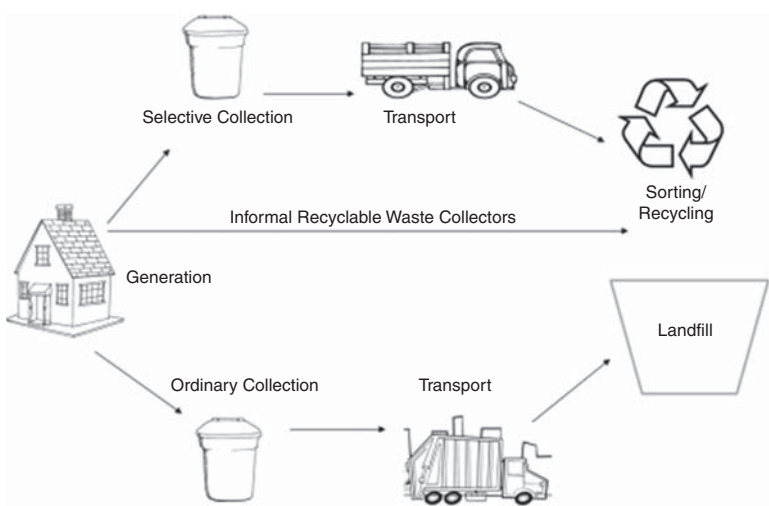 Selective Collection
Transport
Sorting/
Recycling
Informal Recyclable Waste Collectors
Generation
Landfill
Ordinary Collection
Transport